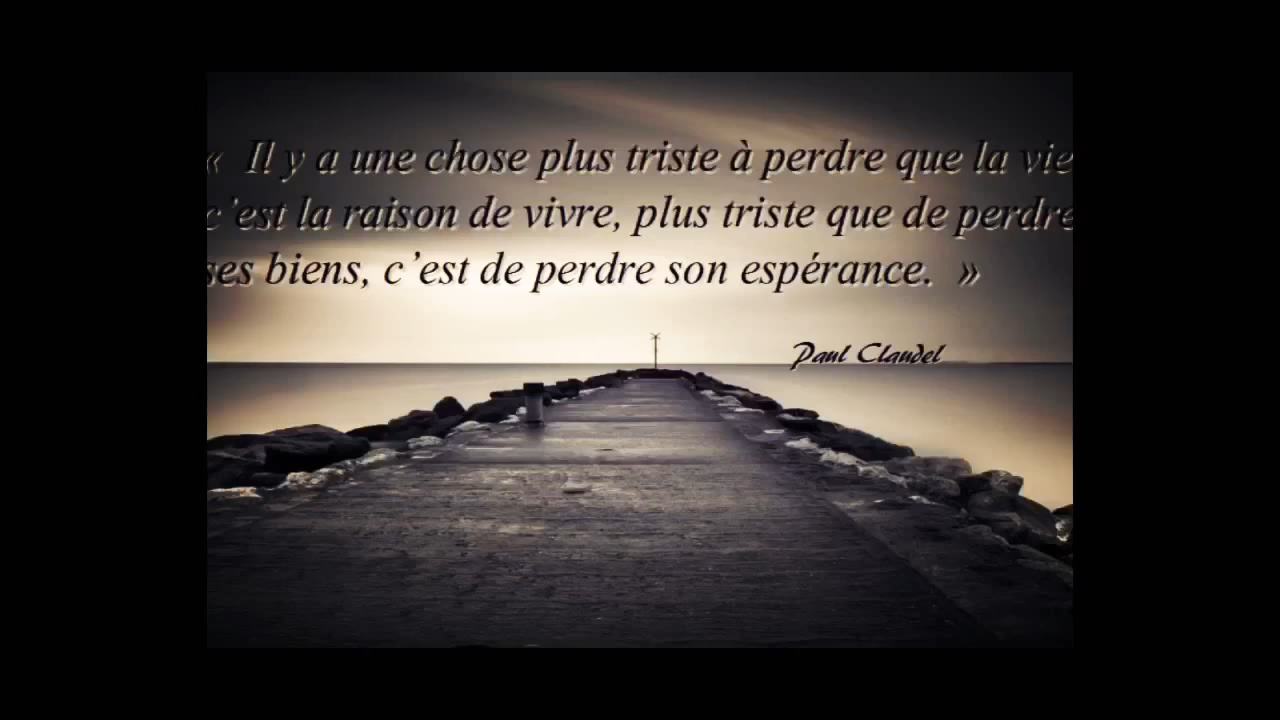 «  Il y a une chose plus triste à perdre que la vie
c’est la raison de vivre, plus triste que de perdre
ses biens, c’est de perdre son espérance.  »
Paul Claudel